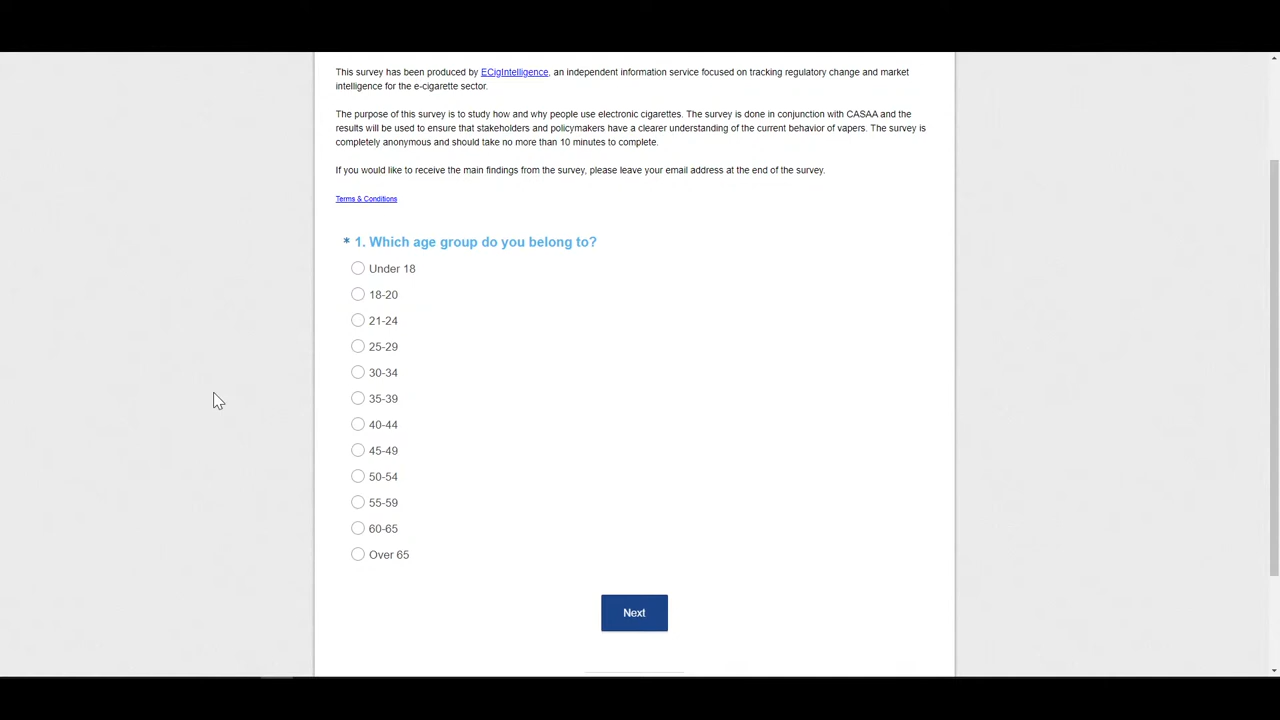 This survey has been produced by ECigIntelligence, an independent information service focused on tracking regulatory change and market
intelligence for the e-cigarette sector.
The purpose of this survey is to study how and why people use electronic cigarettes. The survey is done in conjunction with CASAA and the
results will be used to ensure that stakeholders and policymakers have a clearer understanding of the current behavior of vapers. The survey is
completely anonymous and should take no more than 10 minutes to complete.
If you would like to receive the main findings from the survey, please leave your email address at the end of the survey.
Terms & Conditions
* 1. Which age group do you belong to?
Under 18
18-20
21-24
25-29
30-34
35-39
40-44
45-49
50-54
55-59
60-65
Over 65
Next